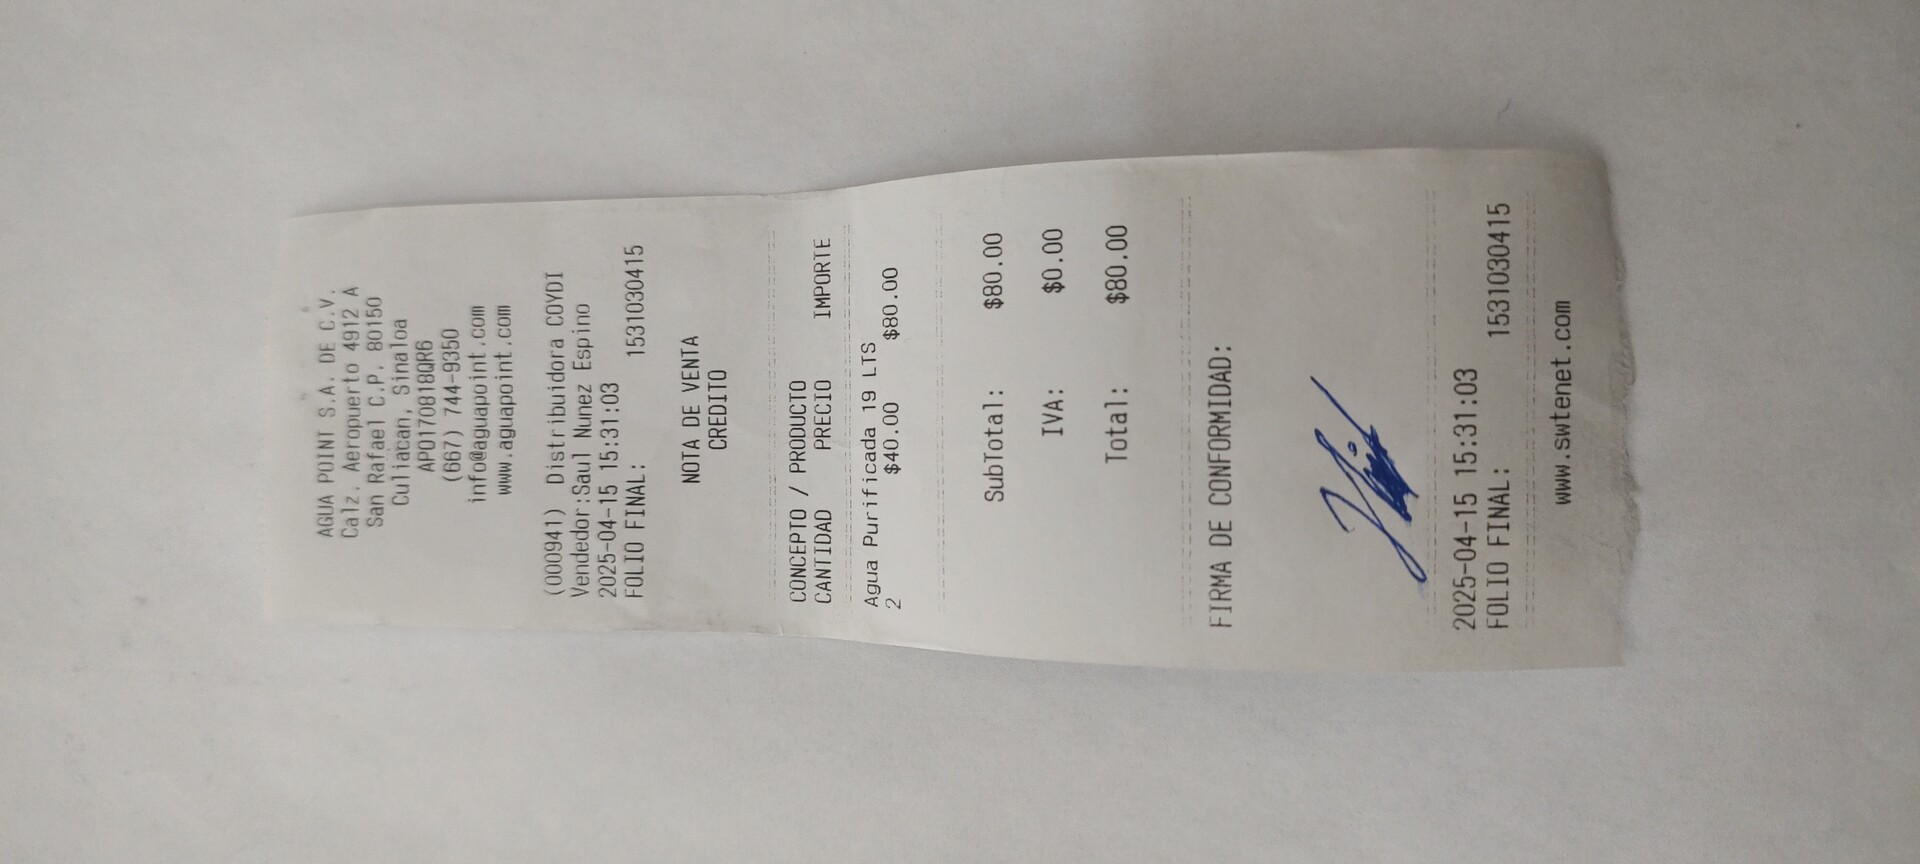 AGUA POINT S.A. DE C.V.
Calz. Aeropuerto 4912 A
San Rafael C.P. 80150
Culiacan, Sinaloa
APO170818QR6
(667) 744-9350
info@aguapoint.com
www.aguapoint.com
(000941) Distribuidora COYDI
Vendedor:Saul Nunez Espino
2025-04-15 15:31:03
FOLIO FINAL: 1531030415
NOTA DE VENTA
CREDITO
CONCEPTO / PRODUCTO
CANTIDAD PRECIO IMPORTE
Agua Purificada 19 LTS
2 $40.00 $80.00
SubTotal: $80.00
IVA: $0.00
Total: $80.00
FIRMA DE CONFORMIDAD:
2025-04-15 15:31:03
FOLIO FINAL: 1531030415
www.swtenet.com